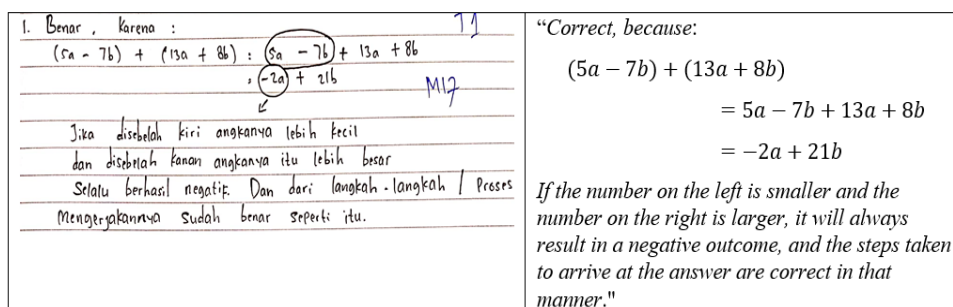 1. Benar, Karena :
T1
(5a - 7b) + (13a + 8b) : 5a - 7b + 13a + 8b
: -2a + 21b
M17
Jika disebelah kiri angkanya lebih kecil
dan disebelah kanan angkanya itu lebih besar
Selalu berhasil negatif. Dan dari langkah-langkah / Proses
Mengerjakannya sudah benar seperti itu.
“Correct, because:
(5a − 7b) + (13a + 8b)
= 5a − 7b + 13a + 8b
= −2a + 21b
If the number on the left is smaller and the
number on the right is larger, it will always
result in a negative outcome, and the steps taken
to arrive at the answer are correct in that
manner."